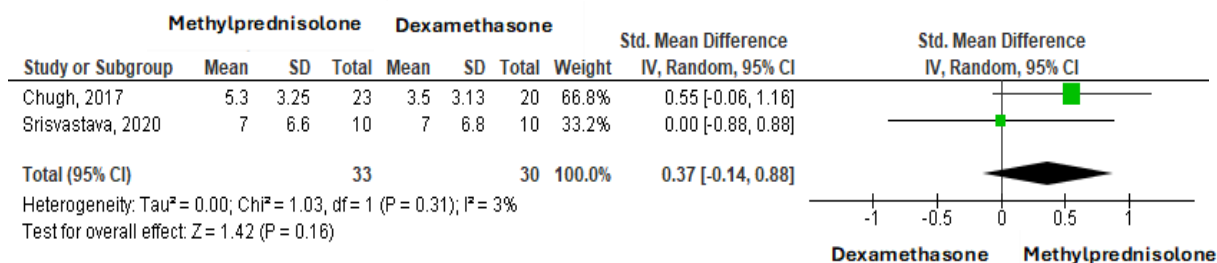 Methylprednisolone Dexamethasone
Std. Mean Difference Std. Mean Difference
Study or Subgroup Mean SD Total Mean SD Total Weight IV, Random, 95% CI IV, Random, 95% CI
Chugh, 2017 5.3 3.25 23 3.5 3.13 20 66.8% 0.55 [-0.06, 1.16]
Srisvastava, 2020 7 6.6 10 7 6.8 10 33.2% 0.00 [-0.88, 0.88]
Total (95% CI) 33 30 100.0% 0.37 [-0.14, 0.88]
Heterogeneity: Tau² = 0.00; Chi² = 1.03, df = 1 (P = 0.31); I² = 3%
Test for overall effect: Z = 1.42 (P = 0.16)
-1 -0.5 0 0.5 1
Dexamethasone Methylprednisolone